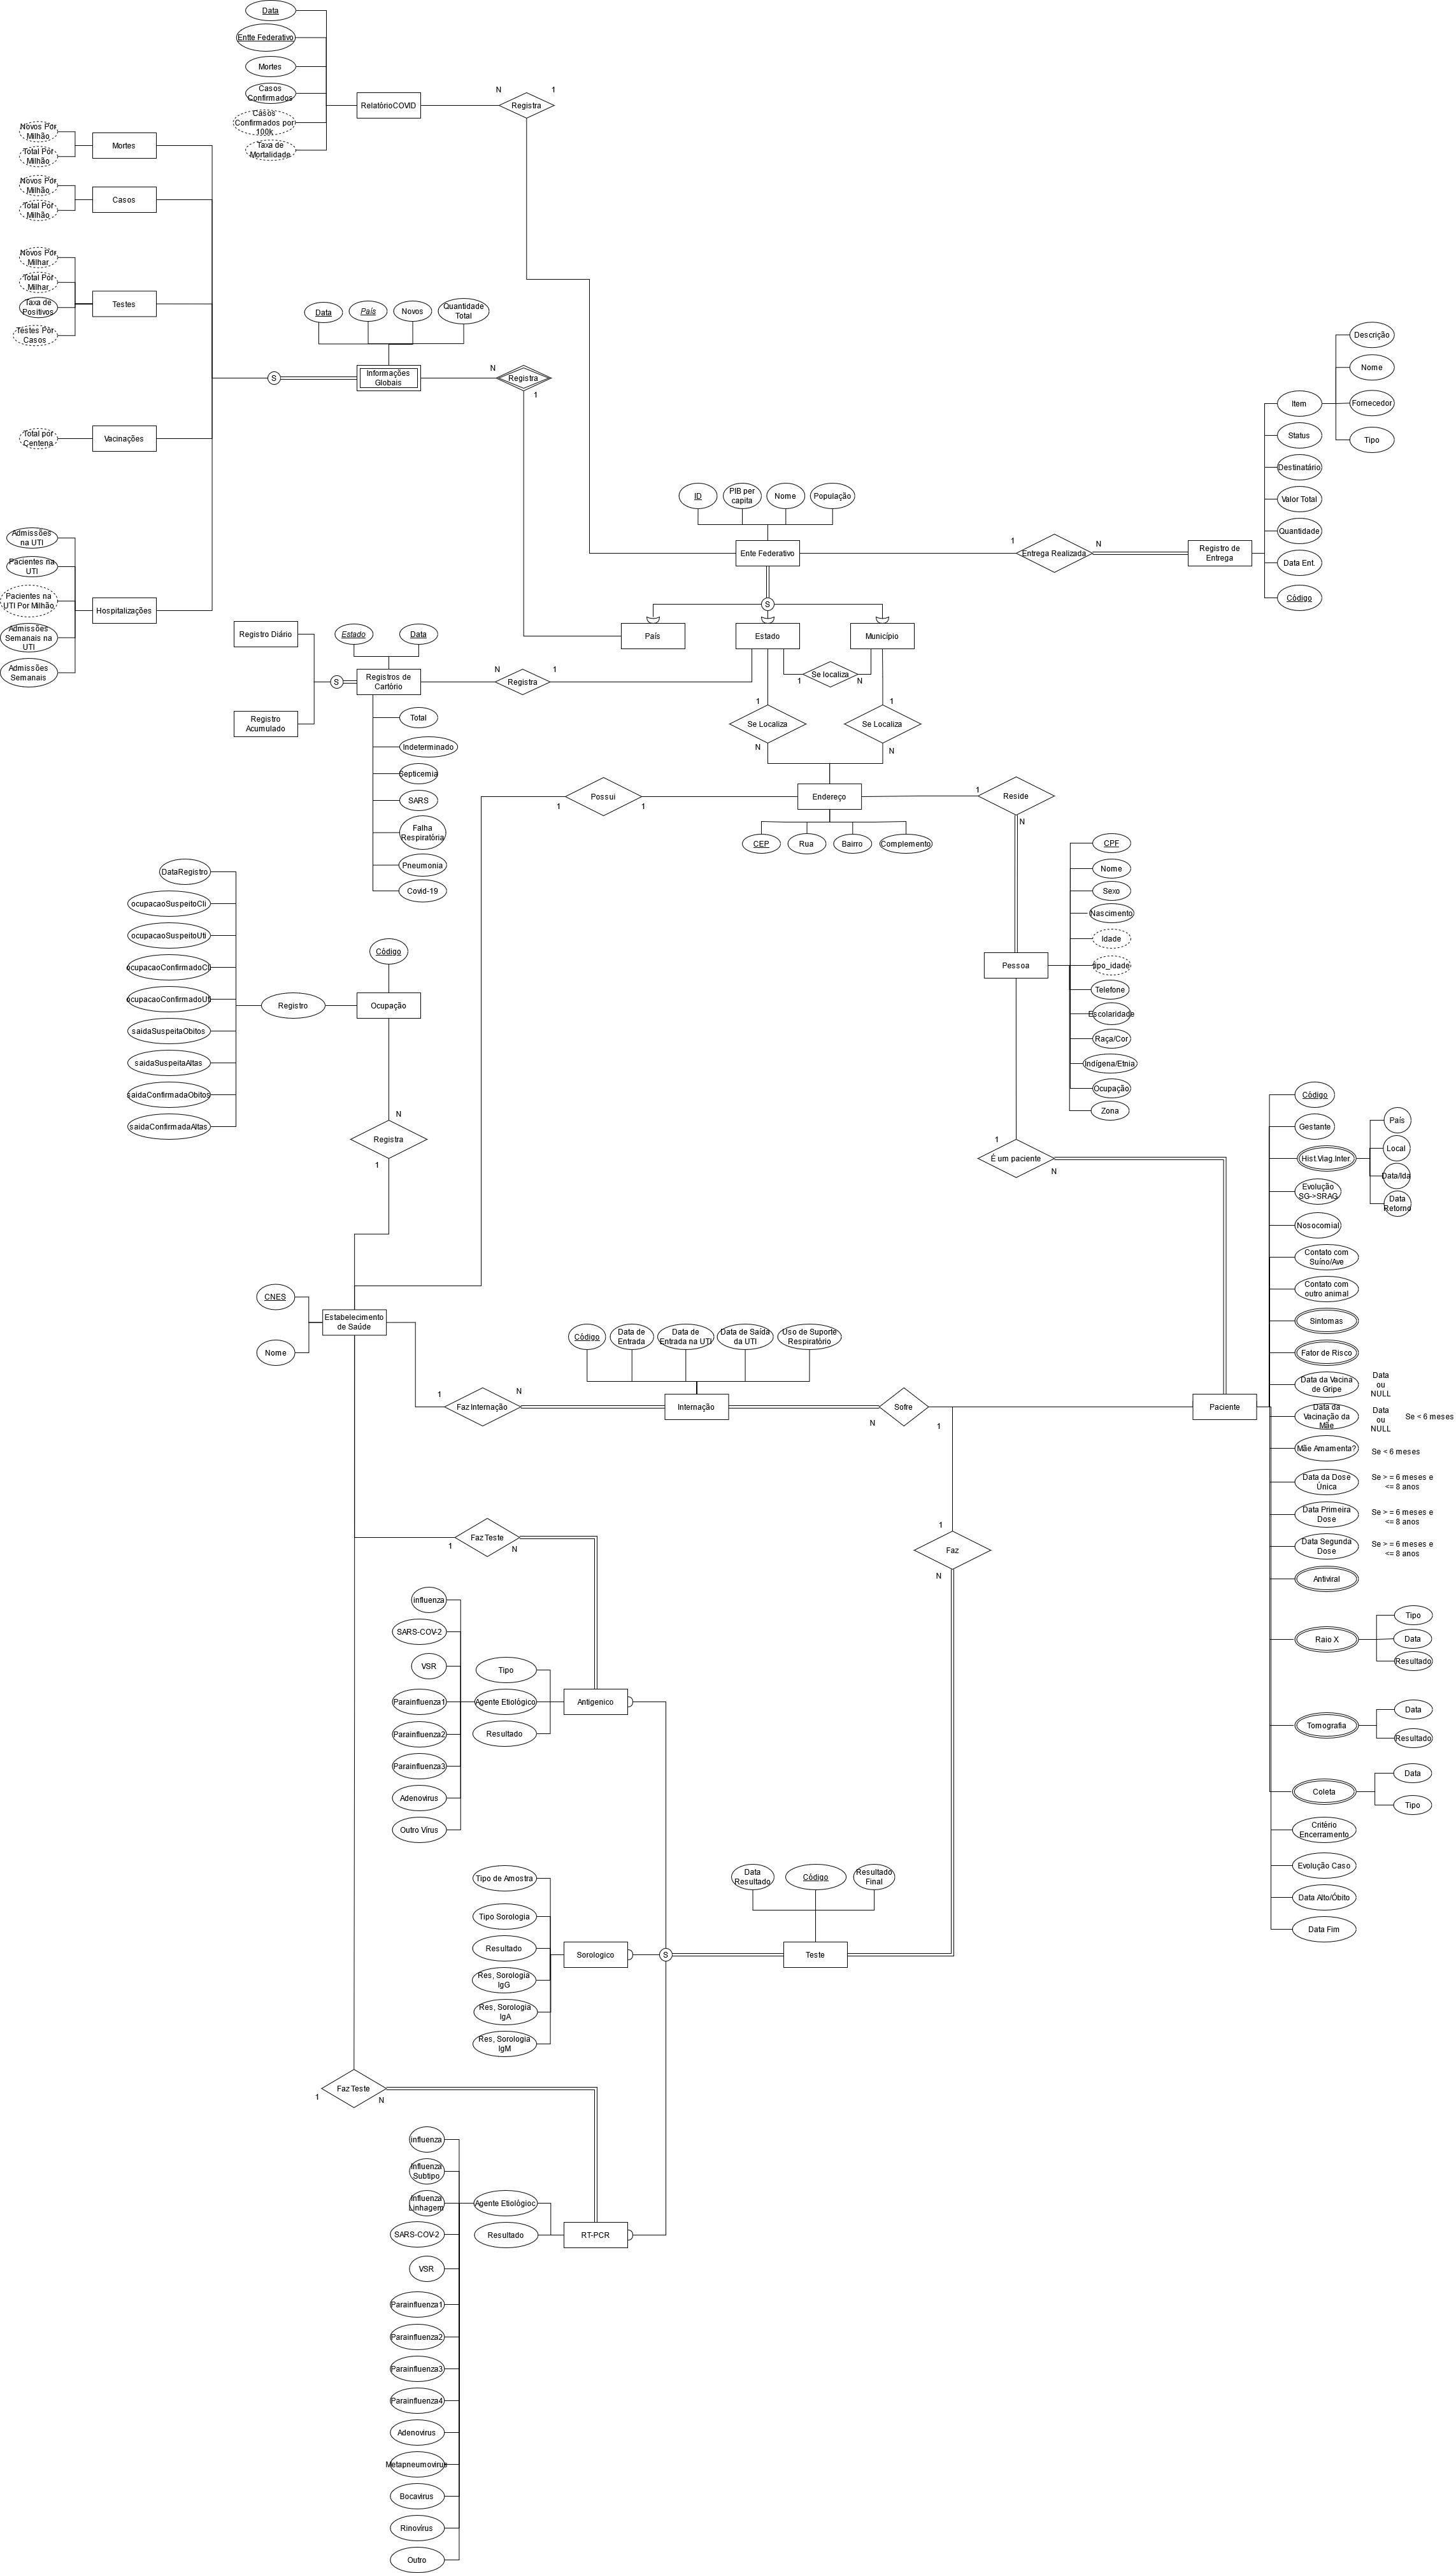 Data
Entte Federativo
Mortes
Casos
Confirmados
Casos
Confirmados por
100k
Taxa de
Mortalidade
RelatórioCOVID
N
1
Registra
Novos Por
Milhão
Total Por
Milhão
Mortes
Novos Por
Milhão
Total Por
Milhão
Casos
Novos Por
Milhar
Total Por
Milhar
Taxa de
Positivos
Testes Por
Casos
Testes
Total por
Centena
Vacinações
Admissões
na UTI
Pacientes na
UTI
Pacientes na
UTI Por Milhão
Admissões
Semanais na
UTI
Admissões
Semanais
Hospitalizações
S
Data
País
Novos
Quantidade
Total
Informações
Globais
N
Registra
1
ID
PIB per
capita
Nome
População
Ente Federativo
1
Entrega Realizada
N
Registro de
Entrega
Item
Status
Destinatário
Valor Total
Quantidade
Data Ent.
Código
Descrição
Nome
Fornecedor
Tipo
S
País
Estado
Município
1
Se localiza
N
1
Se Localiza
N
1
Se Localiza
N
Registro Diário
Registro
Acumulado
S
Estado
Data
Registros de
Cartório
N
Registra
1
Total
Indeterminado
Septicemia
SARS
Falha
Respiratória
Pneumonia
Covid-19
1
Possui
1
Endereço
CEP
Rua
Bairro
Complemento
1
Reside
N
Pessoa
CPF
Nome
Sexo
Nascimento
Idade
tipo_idade
Telefone
Escolaridade
Raça/Cor
Indígena/Etnia
Ocupação
Zona
DataRegistro
ocupacaoSuspeitoCli
ocupacaoSuspeitoUti
ocupacaoConfirmadoCli
ocupacaoConfirmadoUti
saidaSuspeitaObitos
saidaSuspeitaAltas
saidaConfirmadaObitos
saidaConfirmadaAltas
Registro
Código
Ocupação
N
Registra
1
1
É um paciente
N
CNES
Nome
Estabelecimento
de Saúde
1
Faz Internação
N
Código
Data de
Entrada
Data de
Entrada na UTI
Data de Saída
da UTI
Uso de Suporte
Respiratório
Internação
N
Sofre
1
Paciente
Código
Gestante
Hist.Viag.Inter.
País
Local
Data/Ida
Data
Retorno
Evolução
SG->SRAG
Nosocomial
Contato com
Suíno/Ave
Contato com
outro animal
Sintomas
Fator de Risco
Data da Vacina
de Gripe
Data
ou
NULL
Data da
Vacinação da
Mãe
Data
ou
NULL
Se < 6 meses
Mãe Amamenta?
Se < 6 meses
Data da Dose
Única
Se > = 6 meses e
<= 8 anos
Data Primeira
Dose
Se > = 6 meses e
<= 8 anos
Data Segunda
Dose
Se > = 6 meses e
<= 8 anos
Antiviral
Raio X
Tipo
Data
Resultado
Tomografia
Data
Resultado
Coleta
Data
Tipo
Critério
Encerramento
Evolução Caso
Data Alto/Óbito
Data Fim
1
Faz Teste
N
1
Faz
N
influenza
SARS-COV-2
VSR
Parainfluenza1
Parainfluenza2
Parainfluenza3
Adenovirus
Outro Vírus
Tipo
Agente Etiológico
Resultado
Antigenico
Tipo de Amostra
Tipo Sorologia
Resultado
Res, Sorologia
IgG
Res, Sorologia
IgA
Res, Sorologia
IgM
Sorologico
S
Data
Resultado
Código
Resultado
Final
Teste
Faz Teste
1
N
influenza
Influenza
Subtipo
Influenza
Linhagem
SARS-COV-2
VSR
Parainfluenza1
Parainfluenza2
Parainfluenza3
Parainfluenza4
Adenovirus
Metapneumovirus
Bocavirus
Rinovírus
Outro
Agente Etiológioc
Resultado
RT-PCR